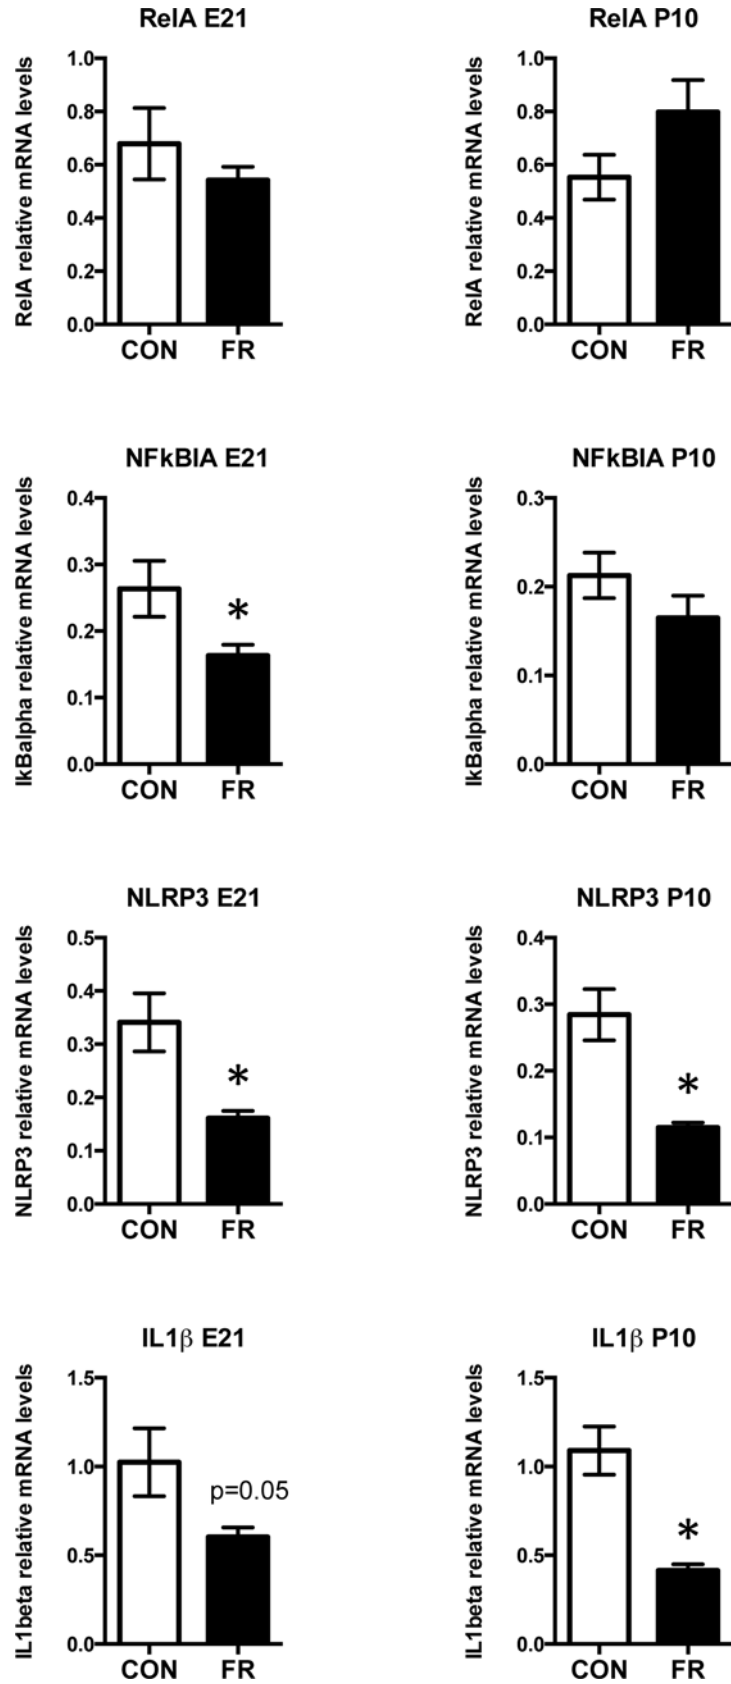 RelA E21
RelA relative mRNA levels
1.0
0.8
0.6
0.4
0.2
0.0
CON FR
RelA P10
RelA relative mRNA levels
1.0
0.8
0.6
0.4
0.2
0.0
CON FR
NFkBIA E21
IkBalpha relative mRNA levels
0.4
0.3
0.2
0.1
0.0
*
CON FR
NFkBIA P10
IkBalpha relative mRNA levels
0.3
0.2
0.1
0.0
CON FR
NLRP3 E21
NLRP3 relative mRNA levels
0.5
0.4
0.3
0.2
0.1
0.0
*
CON FR
NLRP3 P10
NLRP3 relative mRNA levels
0.4
0.3
0.2
0.1
0.0
*
CON FR
IL1β E21
IL1beta relative mRNA levels
1.5
1.0
0.5
0.0
p=0.05
CON FR
IL1β P10
IL1beta relative mRNA levels
1.5
1.0
0.5
0.0
*
CON FR